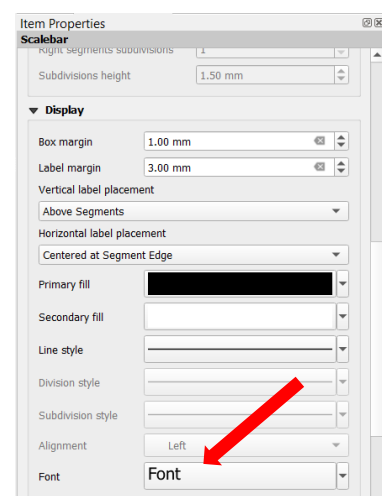 Item Properties
Scalebar
Right segments subdivisions 1
Subdivisions height 1.50 mm
Display
Box margin 1.00 mm
Label margin 3.00 mm
Vertical label placement
Above Segments
Horizontal label placement
Centered at Segment Edge
Primary fill
Secondary fill
Line style
Division style
Subdivision style
Alignment Left
Font Font